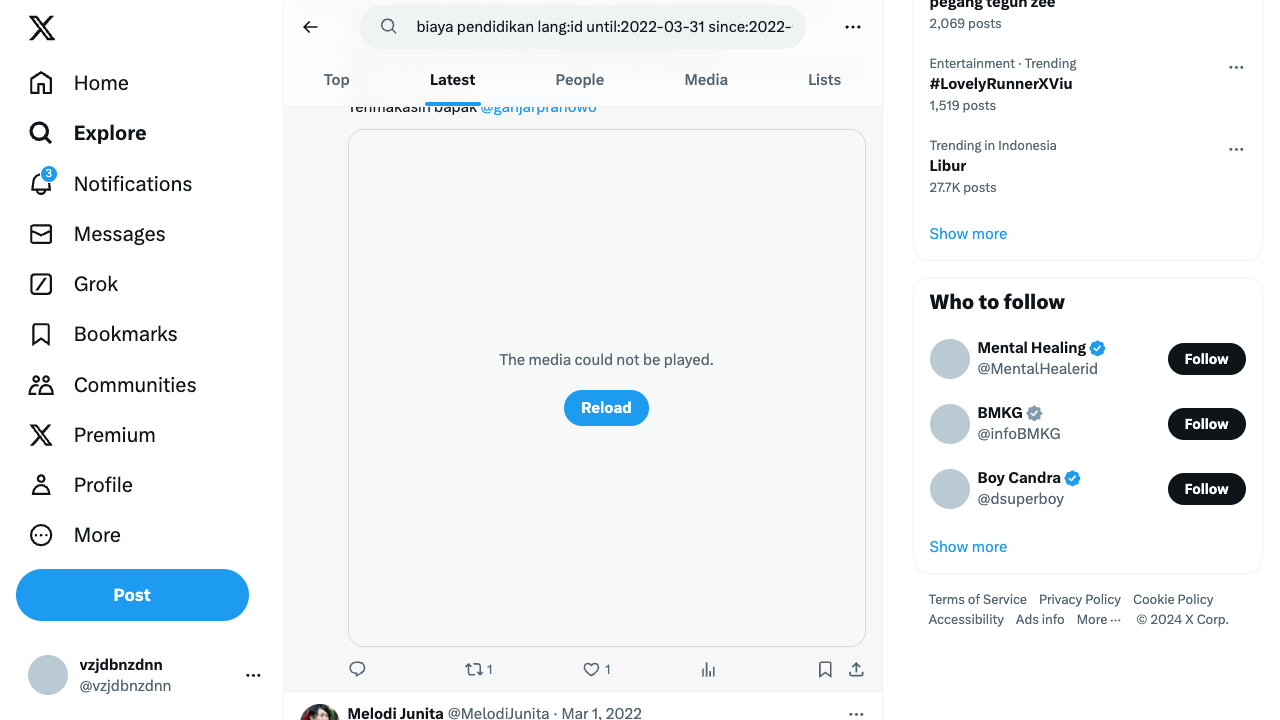 Home
Explore
3
Notifications
Messages
Grok
Bookmarks
Communities
Premium
Profile
More
Post
vzjdbnzdnn
@vzjdbnzdnn
biaya pendidikan lang:id until:2022-03-31 since:2022-
Top
Latest
People
Media
Lists
Terimakasih bapak @ganjarpranowo
The media could not be played.
Reload
1
1
Melodi Junita @MelodiJunita · Mar 1, 2022
pegang teguh zee
2,069 posts
Entertainment · Trending
#LovelyRunnerXViu
1,519 posts
Trending in Indonesia
Libur
27.7K posts
Show more
Who to follow
Mental Healing
@MentalHealerid
Follow
BMKG
@infoBMKG
Follow
Boy Candra
@dsuperboy
Follow
Show more
Terms of Service Privacy Policy Cookie Policy
Accessibility Ads info More ··· © 2024 X Corp.